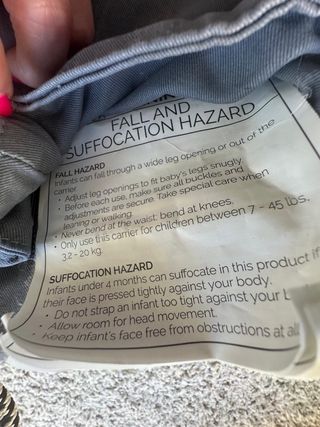 FALL AND
SUFFOCATION HAZARD
FALL HAZARD
Infants can fall through a wide leg opening or out of the
carrier.
• Adjust leg openings to fit baby's legs snugly.
• Before each use, make sure all buckles and
adjustments are secure. Take special care when
leaning or walking
• Never bend at the waist; bend at knees.
• Only use this carrier for children between 7 - 45 lbs.
3.2 - 20 kg.
SUFFOCATION HAZARD
Infants under 4 months can suffocate in this product if
their face is pressed tightly against your body.
• Do not strap an infant too tight against your
• Allow room for head movement.
• Keep infant's face free from obstructions at all